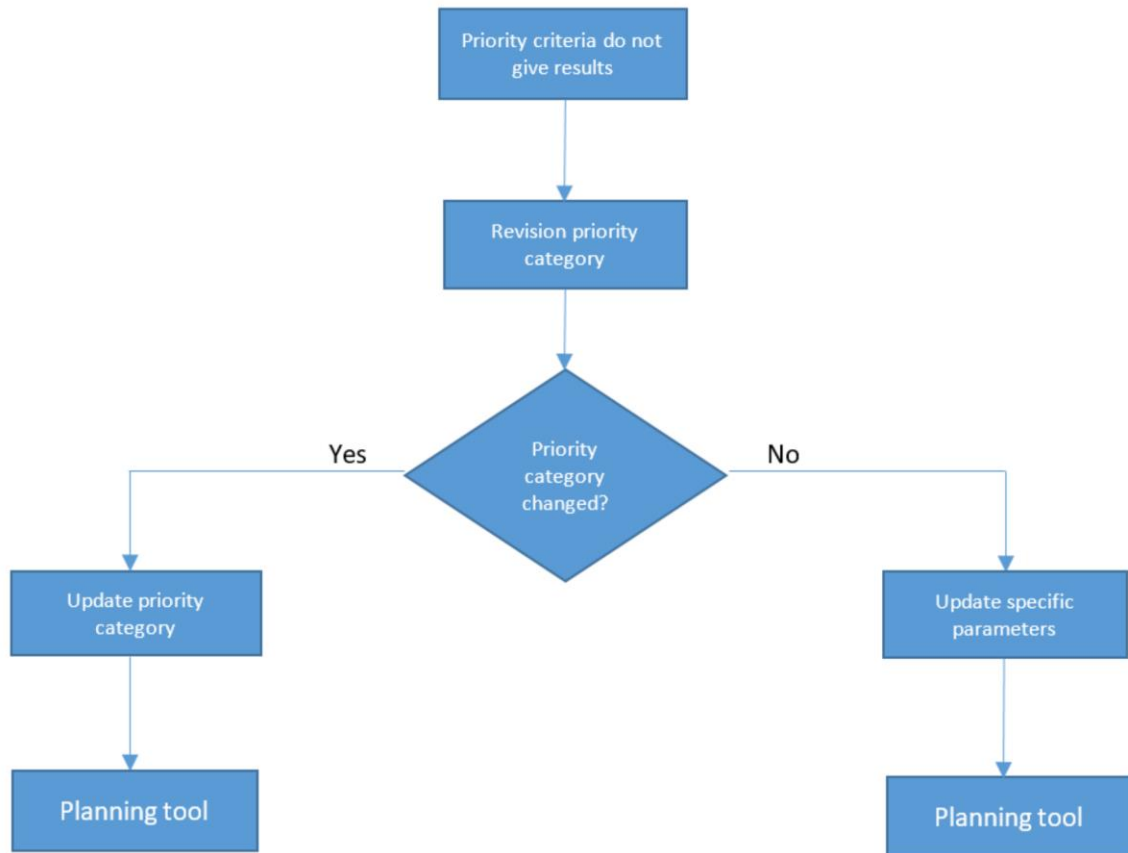 Priority criteria do not
give results
Revision priority
category
Yes
Priority
category
changed?
No
Update priority
category
Update specific
parameters
Planning tool
Planning tool